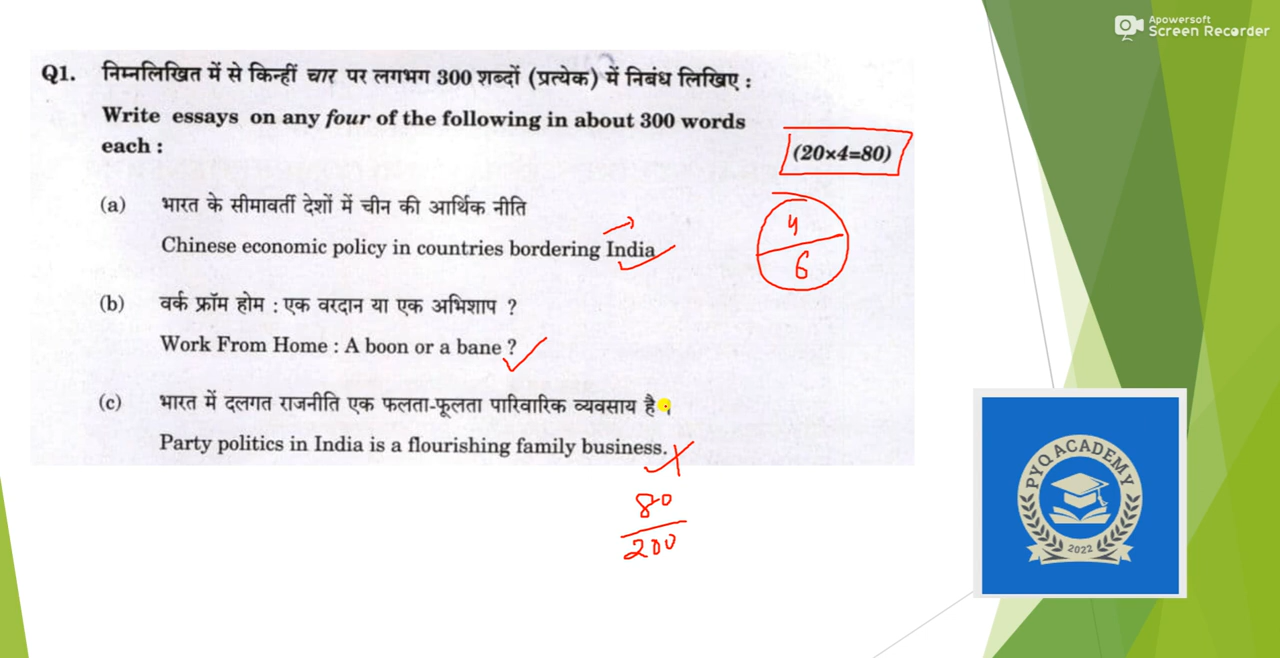 Apowersoft
Screen Recorder
Q1. निम्नलिखित में से किन्हीं चार पर लगभग 300 शब्दों (प्रत्येक) में निबंध लिखिए :
Write essays on any four of the following in about 300 words
each :
(20×4=80)
(a) भारत के सीमावर्ती देशों में चीन की आर्थिक नीति
Chinese economic policy in countries bordering India
4
6
(b) वर्क फ्रॉम होम : एक वरदान या एक अभिशाप ?
Work From Home : A boon or a bane ?
(c) भारत में दलगत राजनीति एक फलता-फूलता पारिवारिक व्यवसाय है
Party politics in India is a flourishing family business.
80
200
PYQ ACADEMY
2022